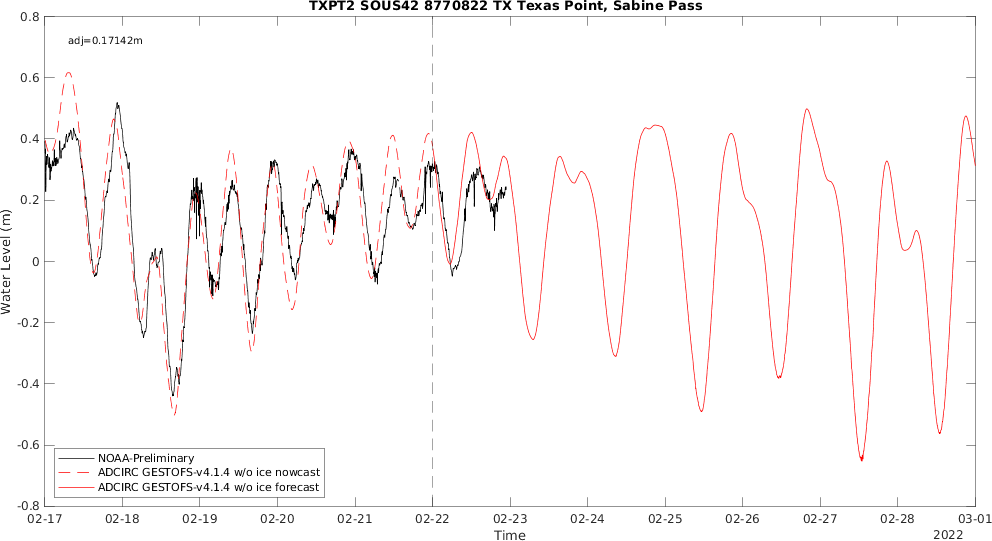 TXPT2 SOUS42 8770822 TX Texas Point, Sabine Pass
adj=0.17142m
0.8
0.6
0.4
0.2
0
-0.2
-0.4
-0.6
-0.8
Water Level (m)
NOAA-Preliminary
ADCIRC GESTOFS-v4.1.4 w/o ice nowcast
ADCIRC GESTOFS-v4.1.4 w/o ice forecast
02-17 02-18 02-19 02-20 02-21 02-22 02-23 02-24 02-25 02-26 02-27 02-28 03-01
Time
2022